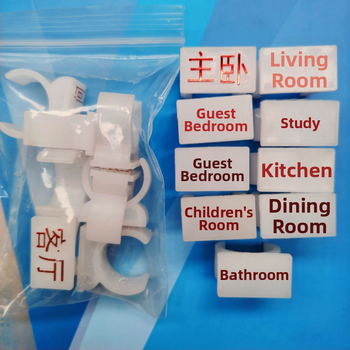 主卧
Living
Room
Guest
Bedroom
Study
Guest
Bedroom
Kitchen
Children's
Room
Dining
Room
Bathroom
客厅